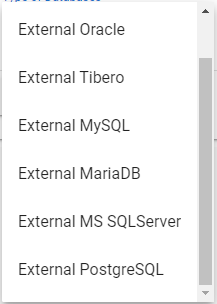 External Oracle
External Tibero
External MySQL
External MariaDB
External MS SQLServer
External PostgreSQL